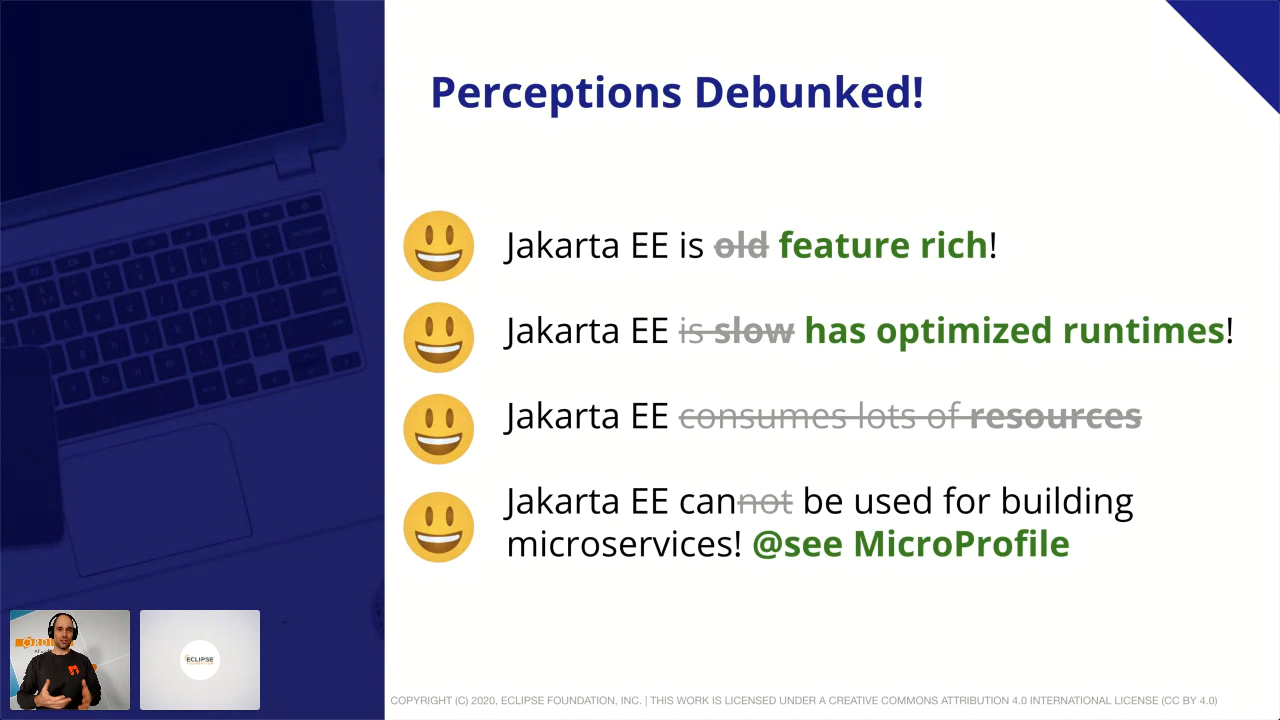 Perceptions Debunked!
Jakarta EE is old feature rich!
Jakarta EE is slow has optimized runtimes!
Jakarta EE consumes lots of resources
Jakarta EE cannot be used for building
microservices! @see MicroProfile
ECLIPSE
FOUNDATION
COPYRIGHT (C) 2020, ECLIPSE FOUNDATION, INC. | THIS WORK IS LICENSED UNDER A CREATIVE COMMONS ATTRIBUTION 4.0 INTERNATIONAL LICENSE (CC BY 4.0)